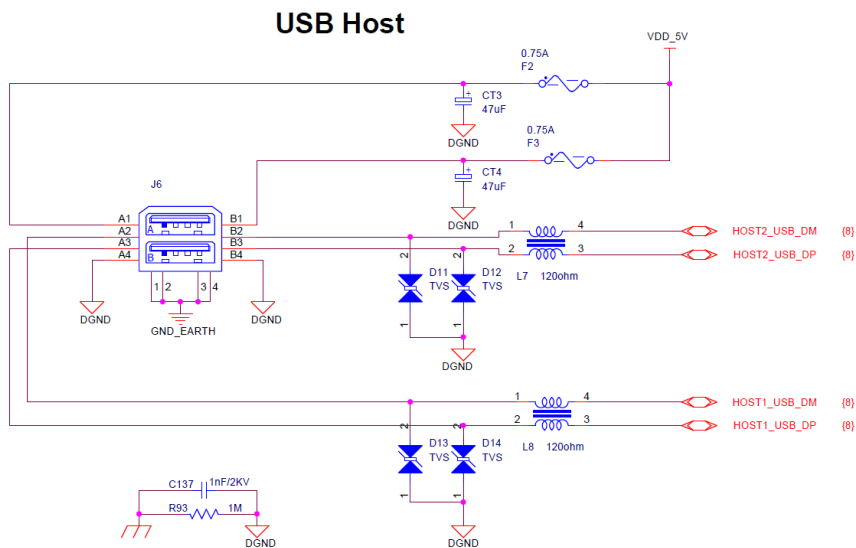 USB Host
VDD_5V
0.75A
F2
CT3
47uF
DGND
0.75A
F3
CT4
47uF
DGND
J6
A1
A2
A3
A4
A
B
B1
B2
B3
B4
1 2 3 4
DGND
GND_EARTH
DGND
1 4 HOST2_USB_DM {8}
2 3 HOST2_USB_DP {8}
L7 120ohm
2 D11 TVS 1
2 D12 TVS 1
DGND
1 4 HOST1_USB_DM {8}
2 3 HOST1_USB_DP {8}
L8 120ohm
2 D13 TVS 1
2 D14 TVS 1
DGND
C137 1nF/2KV
R93 1M
DGND